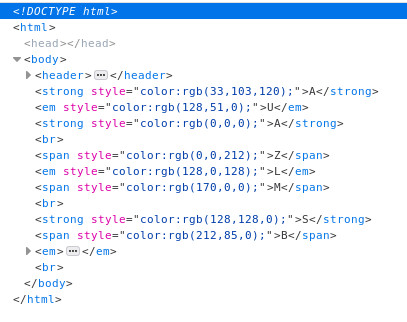 <!DOCTYPE html>
<html>
<head></head>
<body>
<header>…</header>
<strong style="color:rgb(33,103,120);">A</strong>
<em style="color:rgb(128,51,0);">U</em>
<strong style="color:rgb(0,0,0);">A</strong>
<br>
<span style="color:rgb(0,0,212);">Z</span>
<em style="color:rgb(128,0,128);">L</em>
<span style="color:rgb(170,0,0);">M</span>
<br>
<strong style="color:rgb(128,128,0);">S</strong>
<span style="color:rgb(212,85,0);">B</span>
<em>…</em>
<br>
</body>
</html>